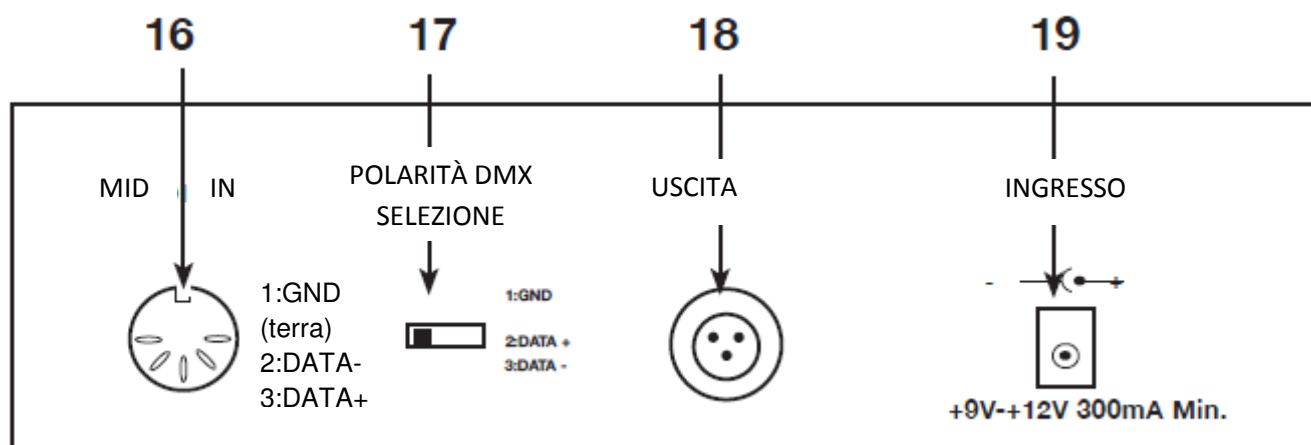 16 17 18 19
MID IN
POLARITÀ DMX
SELEZIONE
USCITA
INGRESSO
1:GND
(terra)
2:DATA-
3:DATA+
1:GND
2:DATA +
3:DATA -
- +
+9V-+12V 300mA Min.